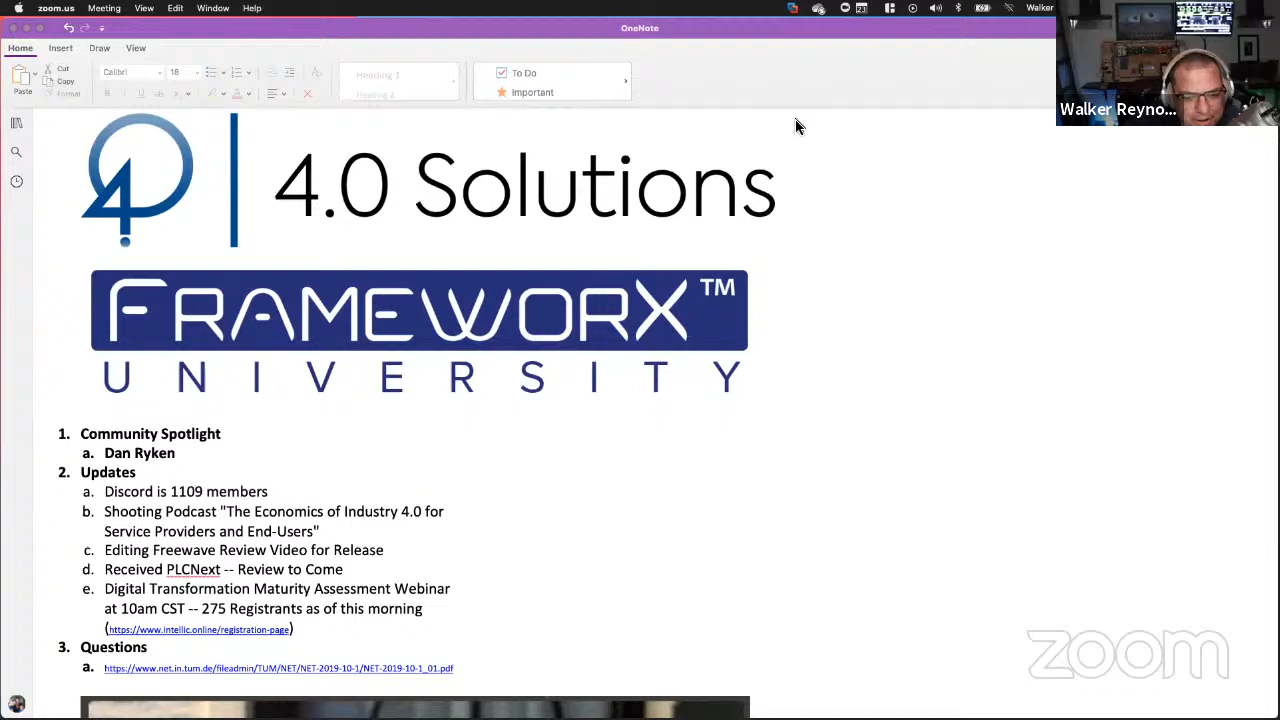 zoom.us Meeting Window Edit Help Walker
OneNote
Home Insert Draw View
Paste Cut Calibri 18 Heading 1 To Do
Copy
Format Heading 2 Important
Walker Reyno...
4.0 Solutions
FRAMEWORX™
UNIVERSITY
1. Community Spotlight
a. Dan Ryken
2. Updates
a. Discord is 1109 members
b. Shooting Podcast "The Economics of Industry 4.0 for
Service Providers and End-Users"
c. Editing Freewave Review Video for Release
d. Received PLCNext -- Review to Come
e. Digital Transformation Maturity Assessment Webinar
at 10am CST -- 275 Registrants as of this morning
(https://www.intellic.online/registration-page)
3. Questions
a. https://www.net.in.tum.de/fileadmin/TUM/NET/NET-2019-10-1/NET-2019-10-1_01.pdf
zoom